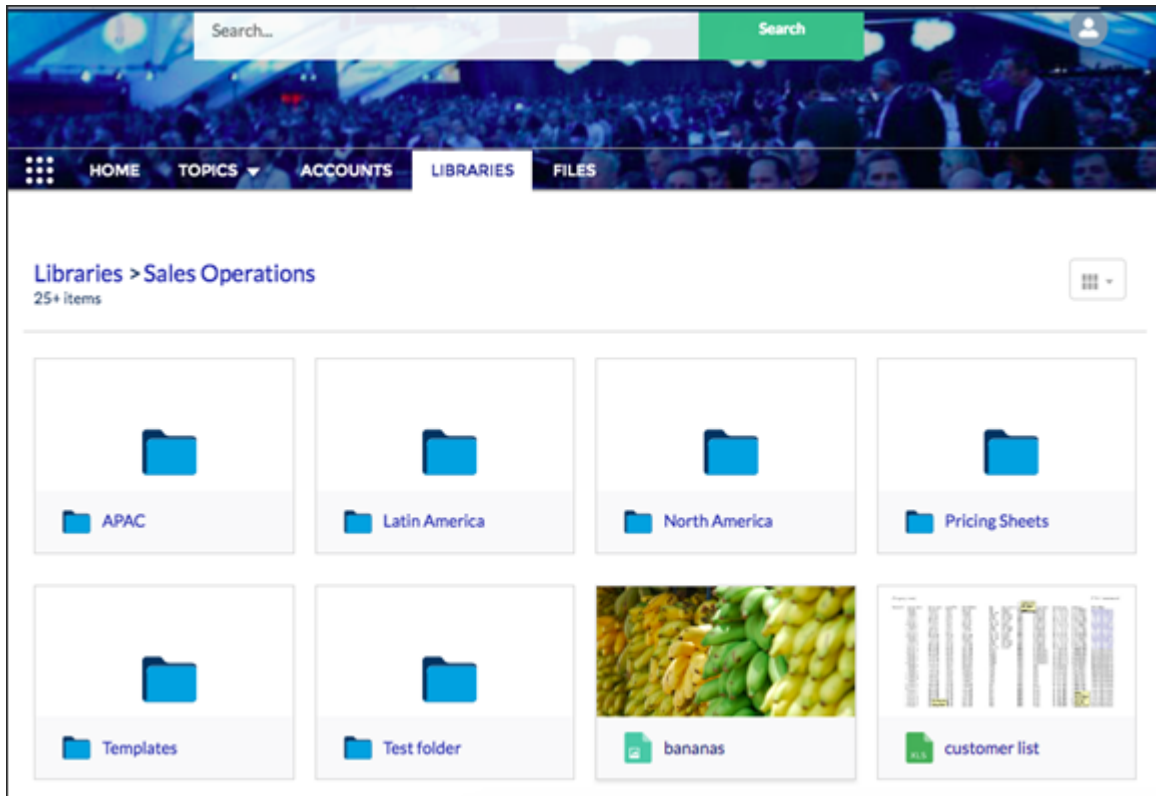 Search...
Search
HOME TOPICS ACCOUNTS LIBRARIES FILES
Libraries > Sales Operations
25+ items
APAC
Latin America
North America
Pricing Sheets
Templates
Test folder
bananas
XLS
customer list